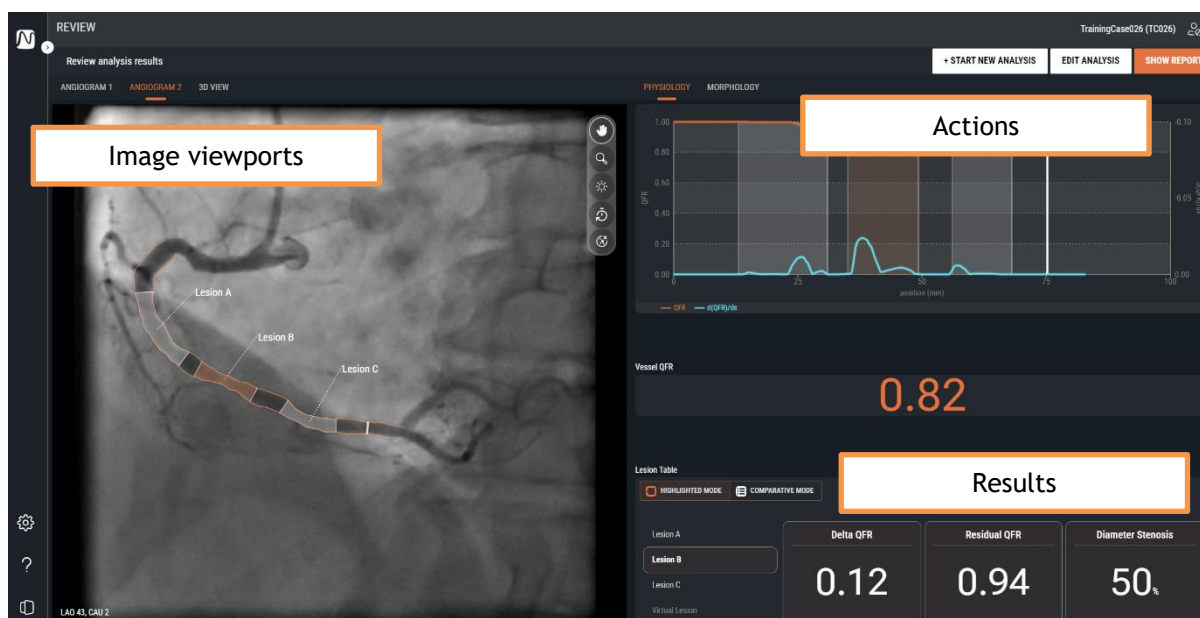 REVIEW
TrainingCase026 (TC026)
Review analysis results
+ START NEW ANALYSIS
EDIT ANALYSIS
SHOW REPORT
ANGIOGRAM 1
ANGIOGRAM 2
3D VIEW
PHYSIOLOGY
MORPHOLOGY
Image viewports
Actions
Lesion A
Lesion B
Lesion C
LAO 43, CAU 2
1.00
0.80
0.60
0.40
0.20
0.00
QFR
0.10
0.05
0.00
0
25
50
75
100
position (mm)
QFR
d(QFR)/ds
Vessel QFR
0.82
Lesion Table
HIGHLIGHTED MODE
COMPARATIVE MODE
Results
Lesion A
Lesion B
Lesion C
Virtual Lesion
Delta QFR
0.12
Residual QFR
0.94
Diameter Stenosis
50%